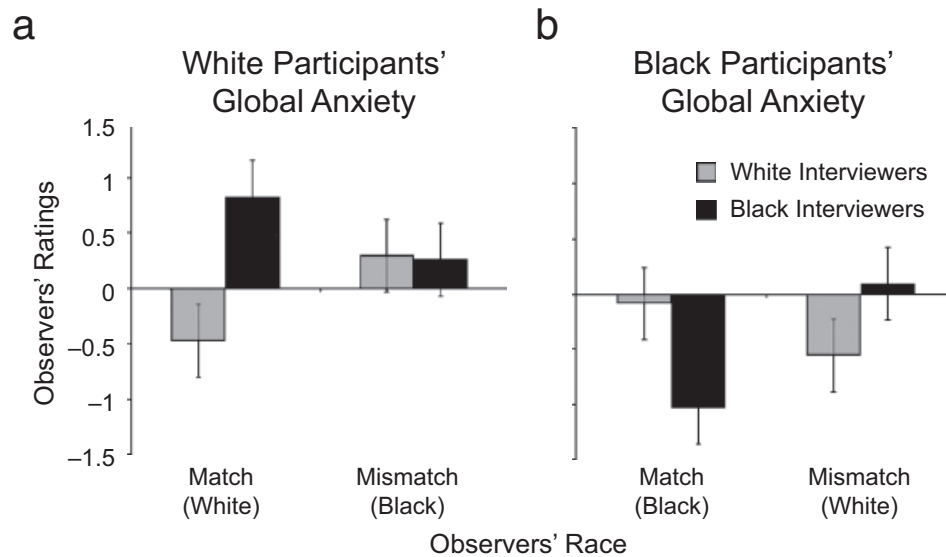 a
White Participants'
Global Anxiety
b
Black Participants'
Global Anxiety
Observers' Ratings
1.5
1
0.5
0
–0.5
–1
–1.5
White Interviewers
Black Interviewers
Match
(White)
Mismatch
(Black)
Match
(Black)
Mismatch
(White)
Observers' Race